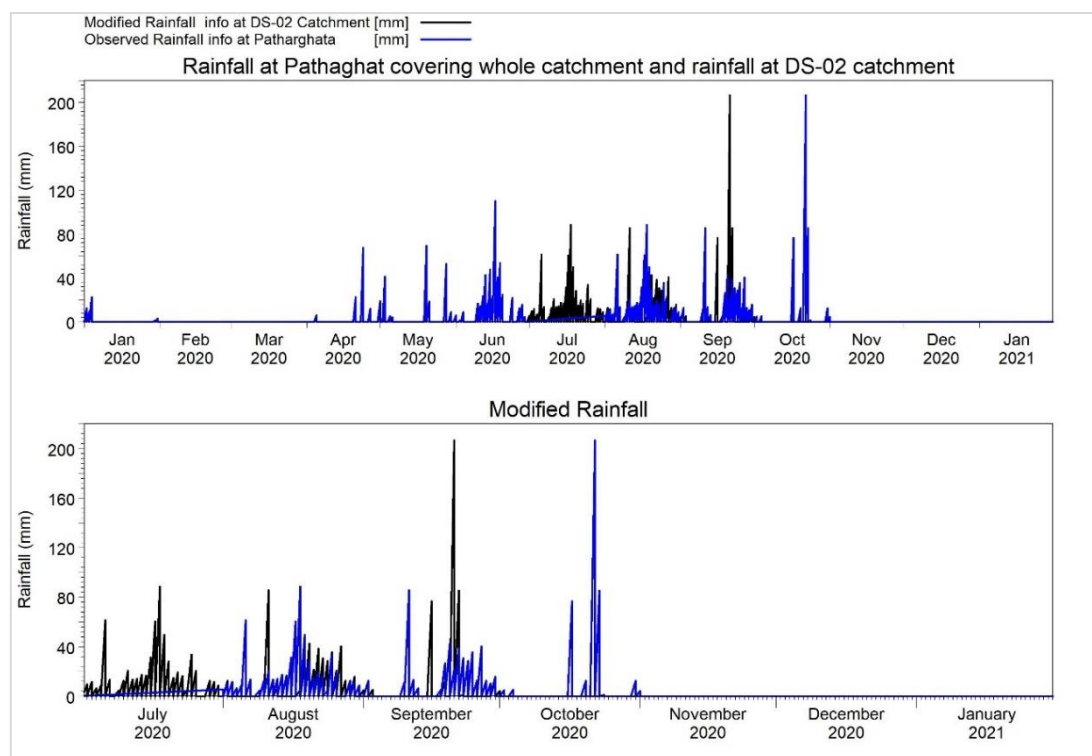 Modified Rainfall info at DS-02 Catchment [mm]
Observed Rainfall info at Patharghata [mm]
Rainfall at Pathaghat covering whole catchment and rainfall at DS-02 catchment
Rainfall (mm)
200
160
120
80
40
0
Jan Feb Mar Apr May Jun Jul Aug Sep Oct Nov Dec Jan
2020 2020 2020 2020 2020 2020 2020 2020 2020 2020 2020 2020 2021
Modified Rainfall
Rainfall (mm)
200
160
120
80
40
0
July August September October November December January
2020 2020 2020 2020 2020 2020 2021